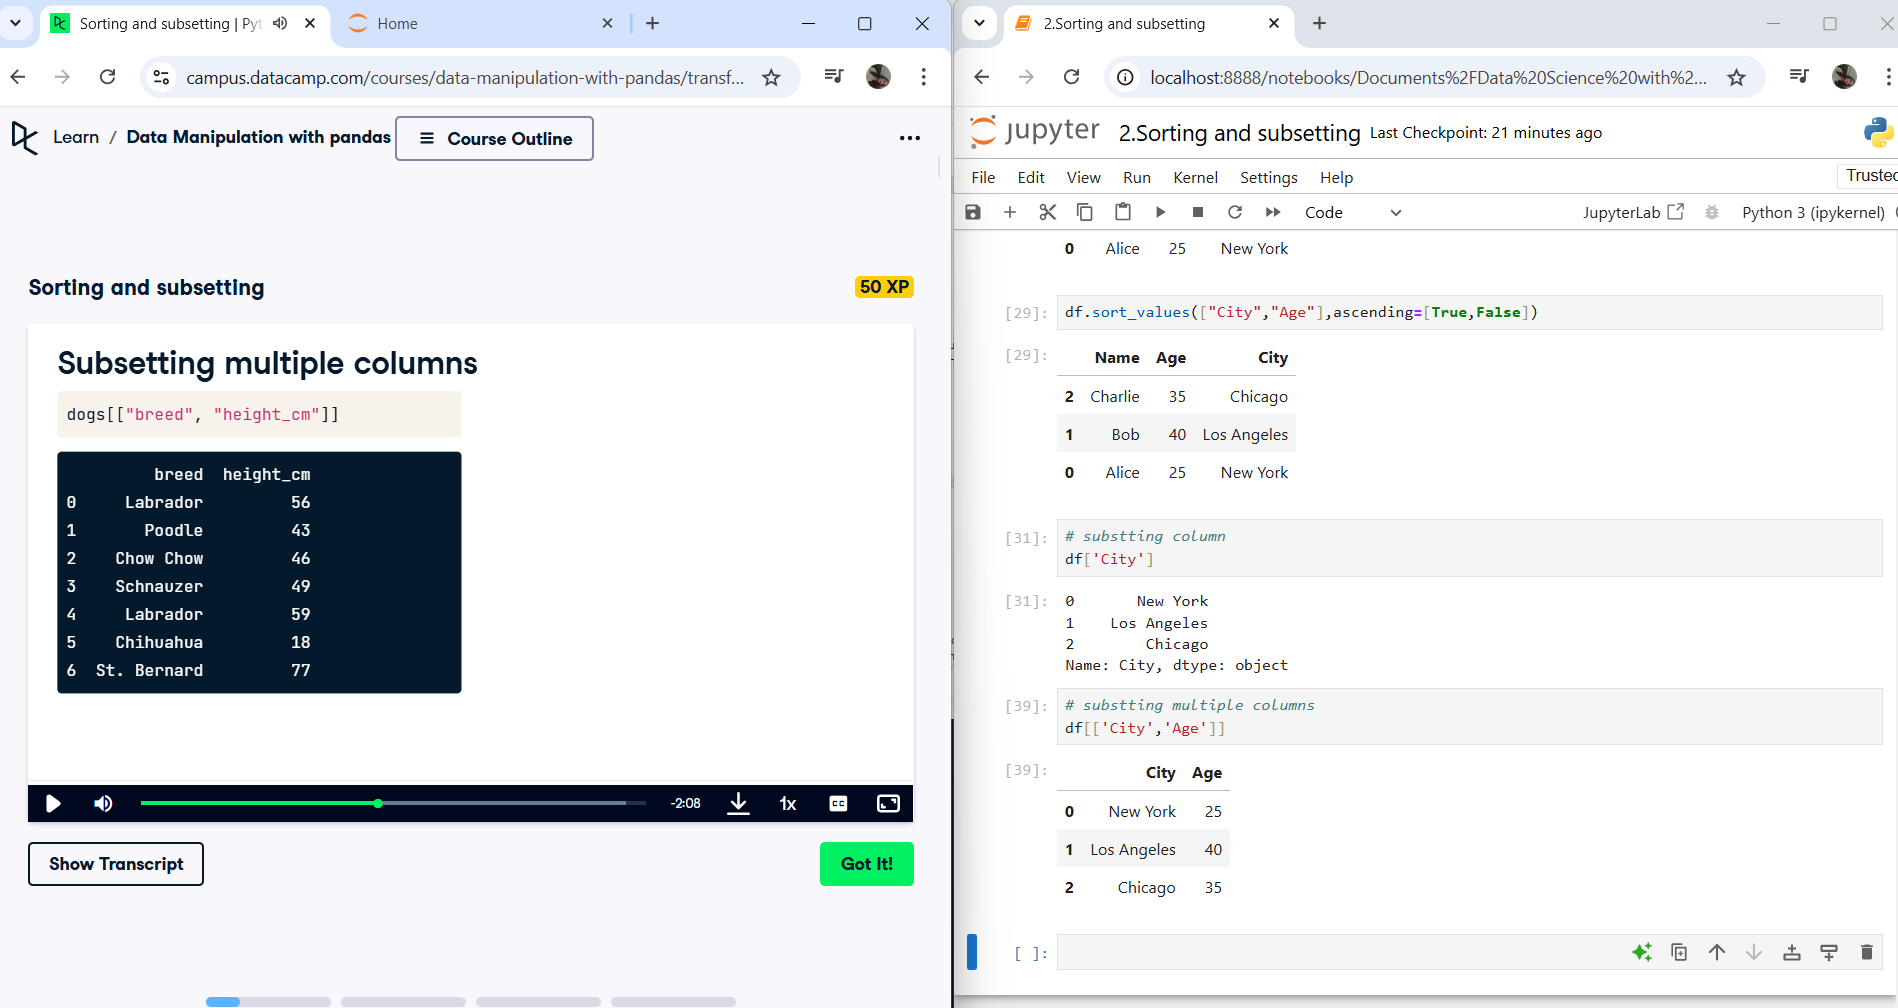 Sorting and subsetting | Pyt
Home
campus.datacamp.com/courses/data-manipulation-with-pandas/transf...
Learn / Data Manipulation with pandas
Course Outline
Sorting and subsetting
50 XP
Subsetting multiple columns
dogs[["breed", "height_cm"]]
breed height_cm
0 Labrador 56
1 Poodle 43
2 Chow Chow 46
3 Schnauzer 49
4 Labrador 59
5 Chihuahua 18
6 St. Bernard 77
-2:08
1x
CC
Show Transcript
Got It!
2.Sorting and subsetting
localhost:8888/notebooks/Documents%2FData%20Science%20with%2...
jupyter 2.Sorting and subsetting Last Checkpoint: 21 minutes ago
File Edit View Run Kernel Settings Help
Trusted
Code
JupyterLab
Python 3 (ipykernel)
0 Alice 25 New York
[29]: df.sort_values(["City","Age"],ascending=[True,False])
[29]: Name Age City
2 Charlie 35 Chicago
1 Bob 40 Los Angeles
0 Alice 25 New York
[31]: # substting column
df['City']
[31]: 0 New York
1 Los Angeles
2 Chicago
Name: City, dtype: object
[39]: # substting multiple columns
df[['City','Age']]
[39]: City Age
0 New York 25
1 Los Angeles 40
2 Chicago 35
[ ]: